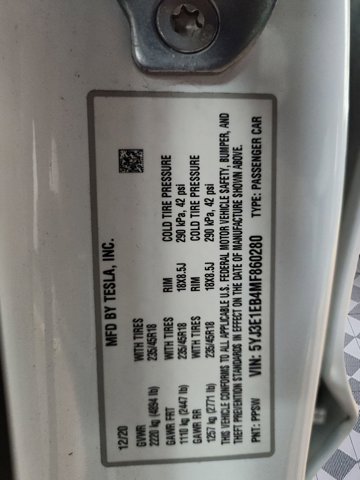 MFD BY TESLA, INC.
12/20
GVWR WITH TIRES RIM COLD TIRE PRESSURE
2220 kg (4894 lb) 235/45R18 18X8.5J 290 kPa, 42 psi
GAWR FRT WITH TIRES RIM COLD TIRE PRESSURE
1110 kg (2447 lb) 235/45R18 18X8.5J 290 kPa, 42 psi
GAWR RR WITH TIRES
1257 kg (2771 lb) 235/45R18
THIS VEHICLE CONFORMS TO ALL APPLICABLE U.S. FEDERAL MOTOR VEHICLE SAFETY, BUMPER, AND
THEFT PREVENTION STANDARDS IN EFFECT ON THE DATE OF MANUFACTURE SHOWN ABOVE.
PNT: PPSW VIN: 5YJ3E1EB4MF860280 TYPE: PASSENGER CAR